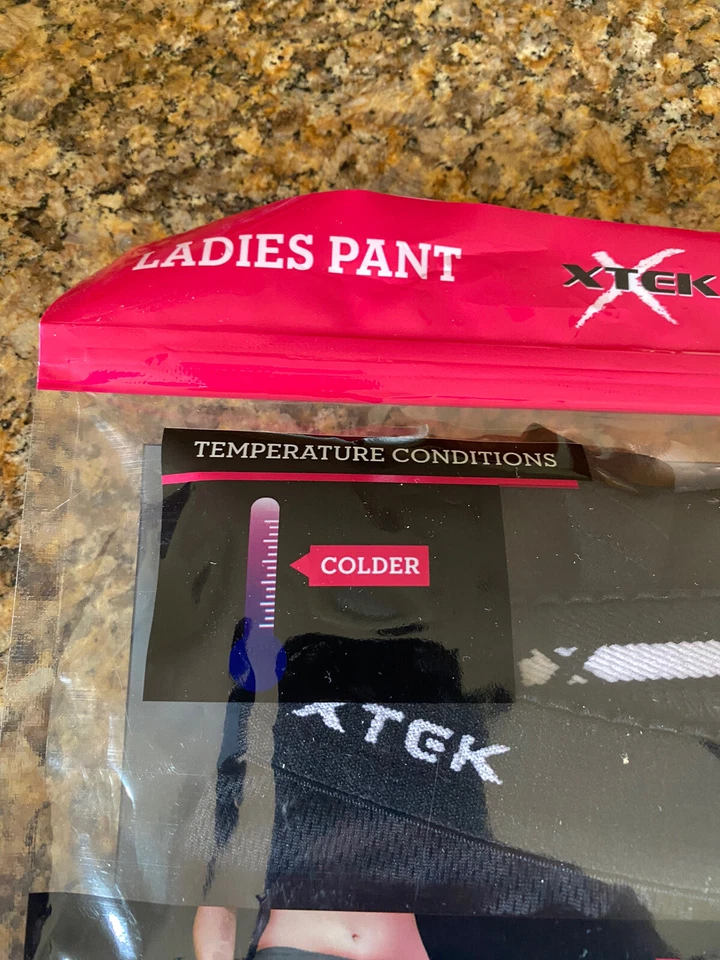 LADIES PANT
XTEK
TEMPERATURE CONDITIONS
COLDER
XTEK